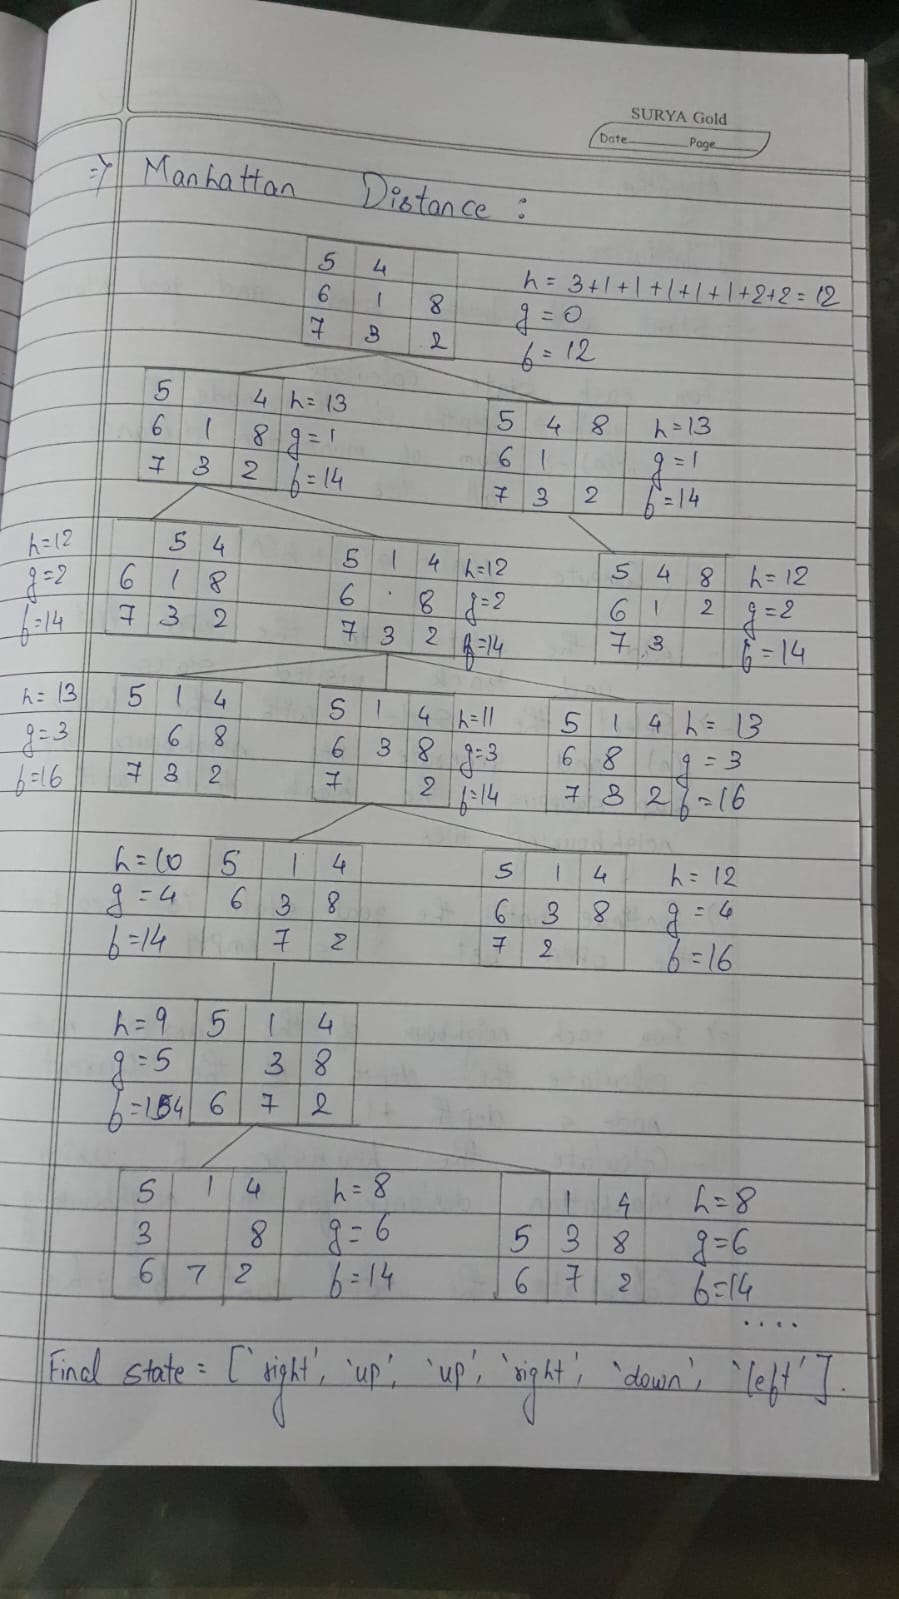 SURYA Gold
Date Page
=> Manhattan Distance :
5 4
6 1 8
7 3 2
h = 3+1+1+1+1+1+2+2 = 12
g = 0
f = 12
5 4
6 1 8
7 3 2
h = 13
g = 1
f = 14
5 4 8
6 1
7 3 2
h = 13
g = 1
f = 14
h = 12
g = 2
f = 14
5 4
6 1 8
7 3 2
5 1 4
6 · 8
7 3 2
h = 12
g = 2
f = 14
5 4 8
6 1 2
7 3
h = 12
g = 2
f = 14
h = 13
g = 3
f = 16
5 1 4
6 8
7 3 2
5 1 4
6 3 8
7 2
h = 11
g = 3
f = 14
5 1 4
6 8
7 3 2
h = 13
g = 3
f = 16
h = 10
g = 4
f = 14
5 1 4
6 3 8
7 2
5 1 4
6 3 8
7 2
h = 12
g = 4
f = 16
h = 9
g = 5
f = 14
5 1 4
3 8
6 7 2
5 1 4
3 8
6 7 2
h = 8
g = 6
f = 14
1 4
5 3 8
6 7 2
h = 8
g = 6
f = 14
....
Final state = ['right', 'up', 'up', 'right', 'down', 'left'].